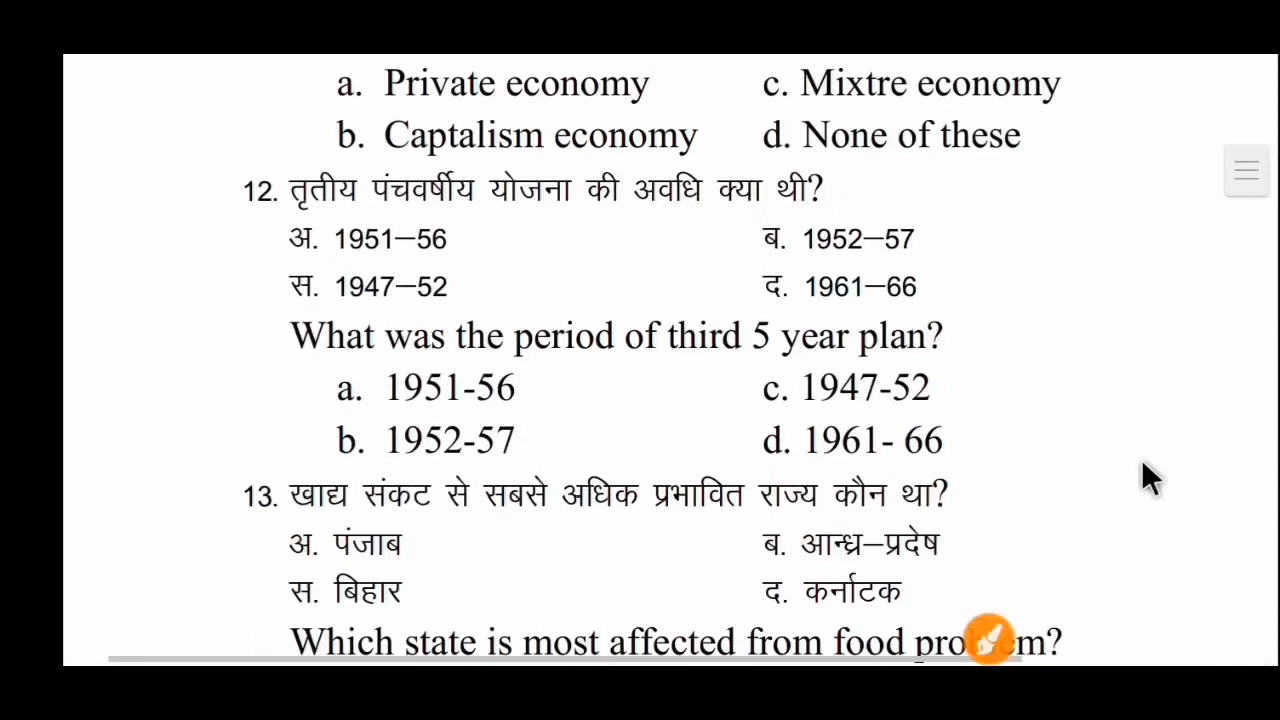 a. Private economy c. Mixtre economy
b. Captalism economy d. None of these
12. तृतीय पंचवर्षीय योजना की अवधि क्या थी?
अ. 1951–56 ब. 1952–57
स. 1947–52 द. 1961–66
What was the period of third 5 year plan?
a. 1951-56 c. 1947-52
b. 1952-57 d. 1961- 66
13. खाद्य संकट से सबसे अधिक प्रभावित राज्य कौन था?
अ. पंजाब ब. आन्ध्र–प्रदेष
स. बिहार द. कर्नाटक
Which state is most affected from food problem?